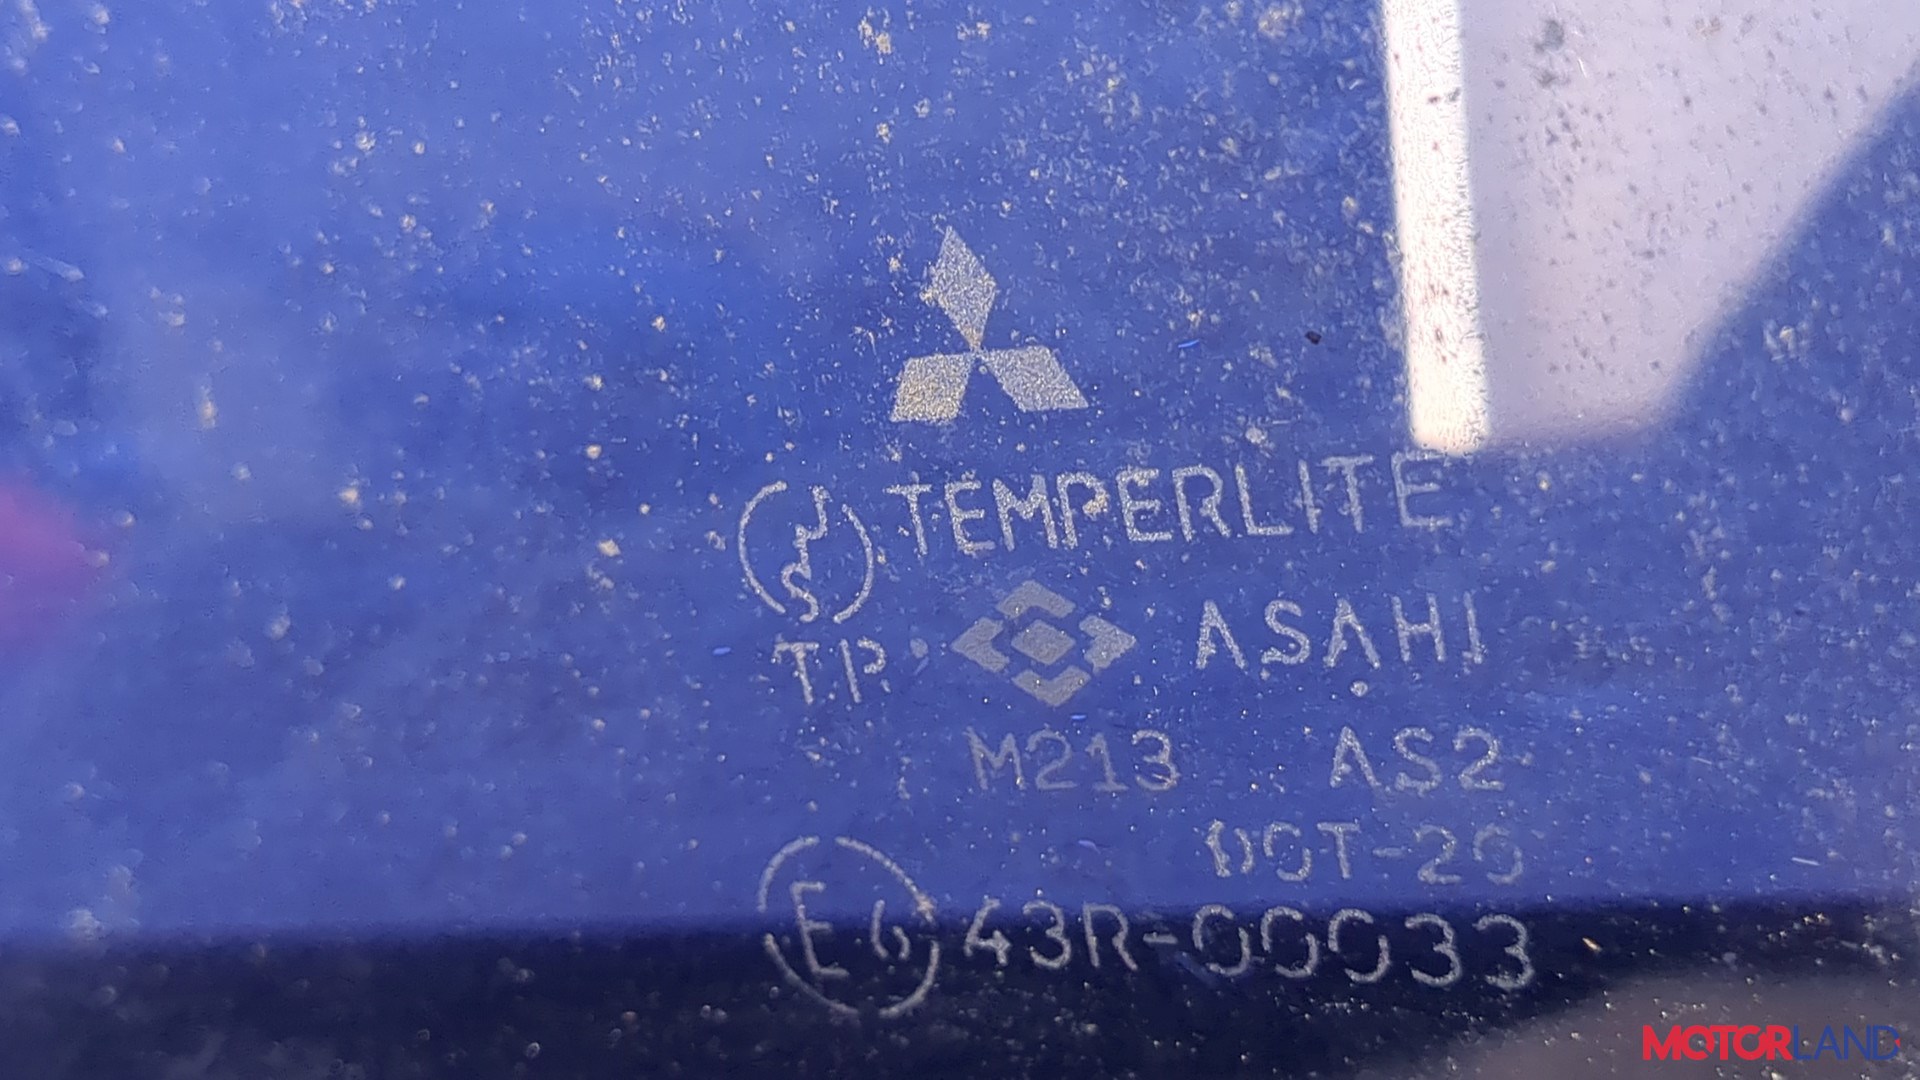 TEMPERLITE
TP ASAHI
M213 AS2
DOT-20
E6 43R-00033
MOTORLAND